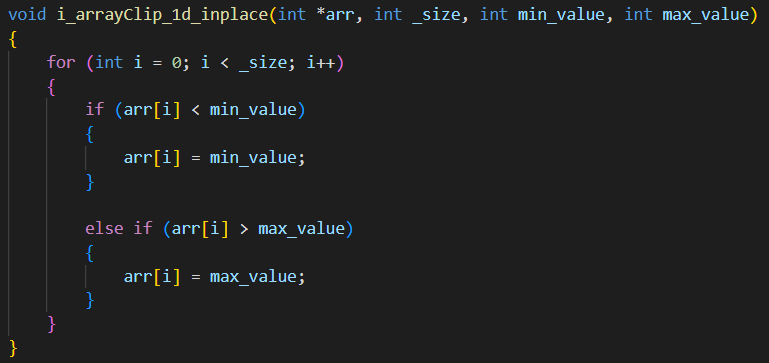 void i_arrayClip_1d_inplace(int *arr, int _size, int min_value, int max_value)
{
    for (int i = 0; i < _size; i++)
    {
        if (arr[i] < min_value)
        {
            arr[i] = min_value;
        }

        else if (arr[i] > max_value)
        {
            arr[i] = max_value;
        }
    }
}